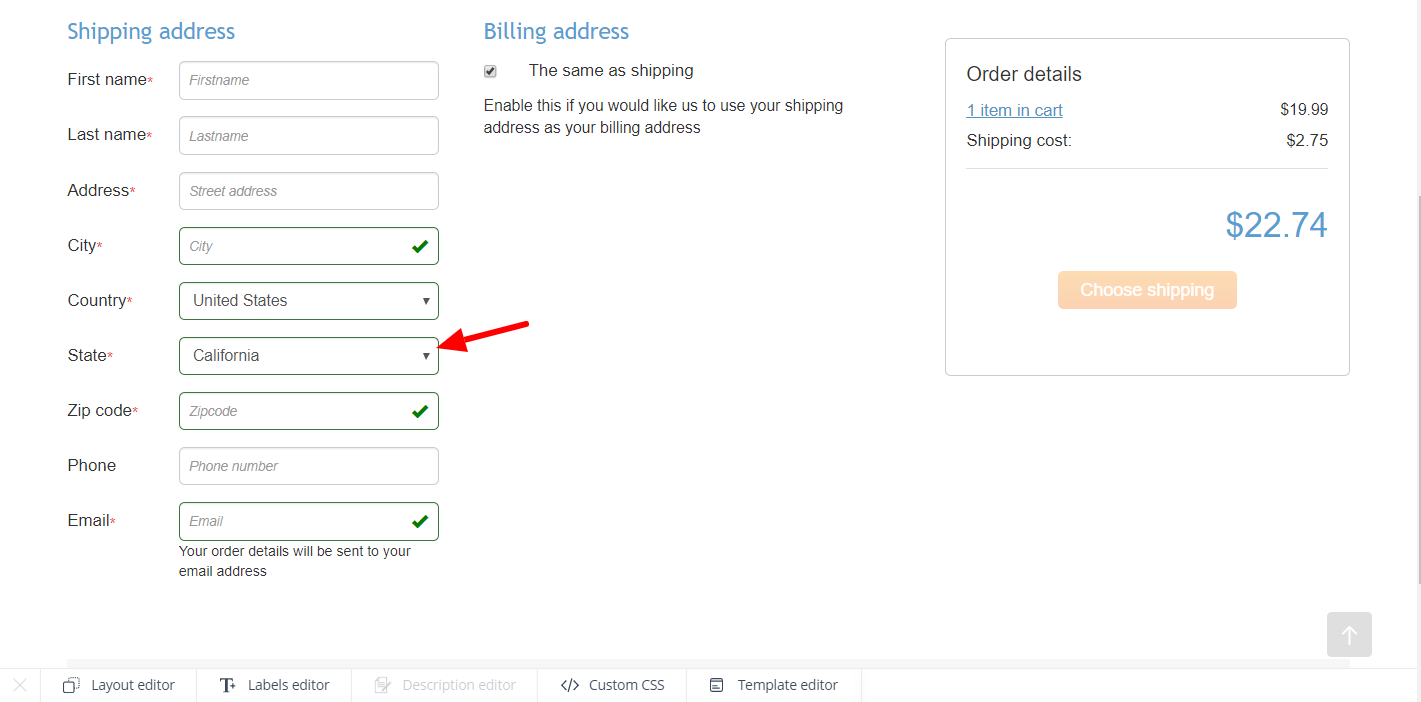 Shipping address
First name*
Firstname
Last name*
Lastname
Address*
Street address
City*
City
Country*
United States
State*
California
Zip code*
Zipcode
Phone
Phone number
Email*
Email
Your order details will be sent to your
email address
Billing address
The same as shipping
Enable this if you would like us to use your shipping
address as your billing address
Order details
1 item in cart $19.99
Shipping cost: $2.75
$22.74
Choose shipping
Layout editor
Labels editor
Description editor
Custom CSS
Template editor